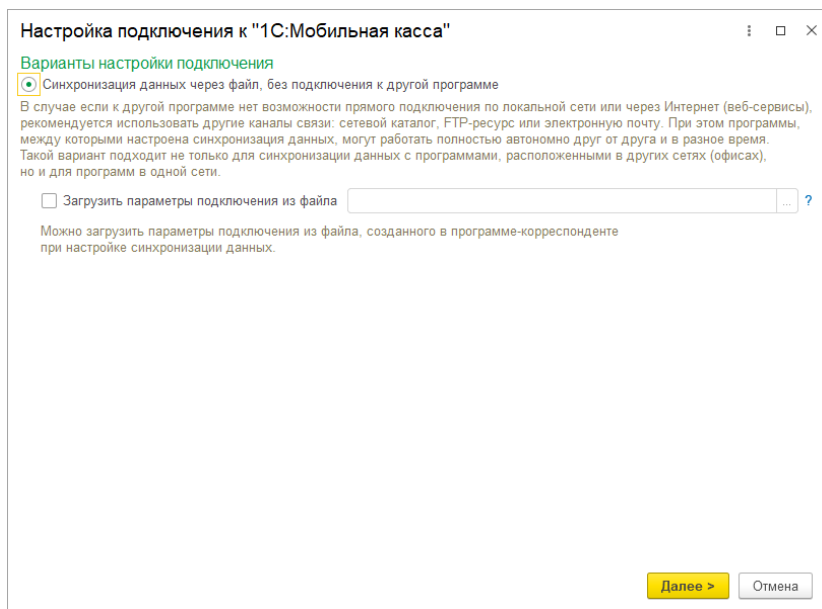 Настройка подключения к "1С:Мобильная касса"
Варианты настройки подключения
Синхронизация данных через файл, без подключения к другой программе
В случае если к другой программе нет возможности прямого подключения по локальной сети или через Интернет (веб-сервисы),
рекомендуется использовать другие каналы связи: сетевой каталог, FTP-ресурс или электронную почту. При этом программы,
между которыми настроена синхронизация данных, могут работать полностью автономно друг от друга и в разное время.
Такой вариант подходит не только для синхронизации данных с программами, расположенными в других сетях (офисах),
но и для программ в одной сети.
Загрузить параметры подключения из файла ... ?
Можно загрузить параметры подключения из файла, созданного в программе-корреспонденте
при настройке синхронизации данных.
Далее > Отмена